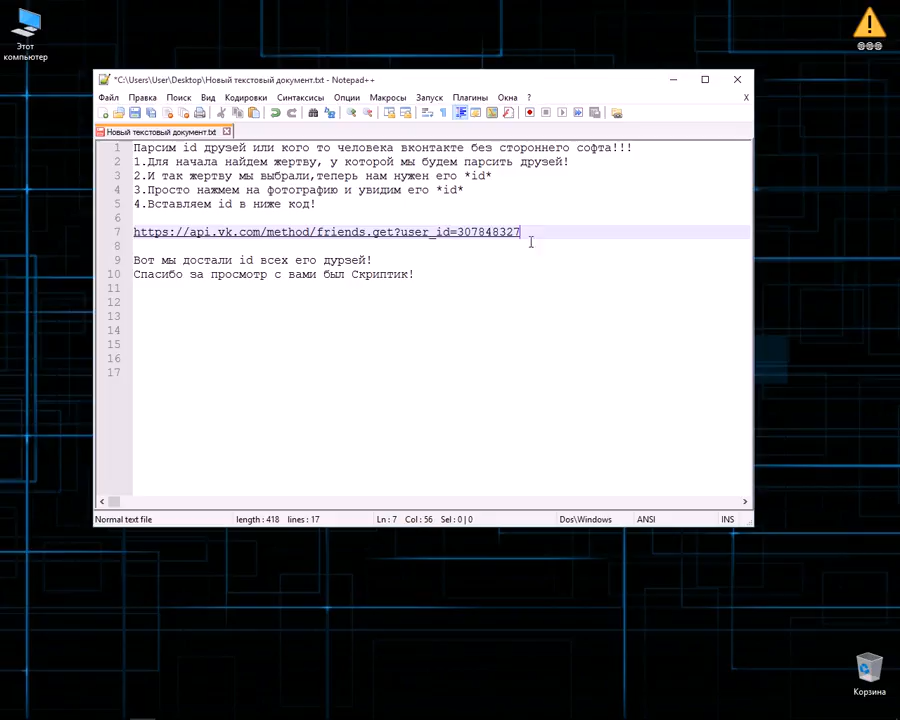 Этот
компьютер
*C:\Users\User\Desktop\Новый текстовый документ.txt - Notepad++
Файл Правка Поиск Вид Кодировки Синтаксисы Опции Макросы Запуск Плагины Окна ? X
Новый текстовый документ.txt
1 Парсим id друзей или кого то человека вконтакте без стороннего софта!!!
2 1.Для начала найдем жертву, у которой мы будем парсить друзей!
3 2.И так жертву мы выбрали,теперь нам нужен его *id*
4 3.Просто нажмем на фотографию и увидим его *id*
5 4.Вставляем id в ниже код!
6
7 https://api.vk.com/method/friends.get?user_id=307848327
8
9 Вот мы достали id всех его дурзей!
10 Спасибо за просмотр с вами был Скриптик!
11
12
13
14
15
16
17
Normal text file length : 418 lines : 17 Ln : 7 Col : 56 Sel : 0 | 0 Dos\Windows ANSI INS
Корзина